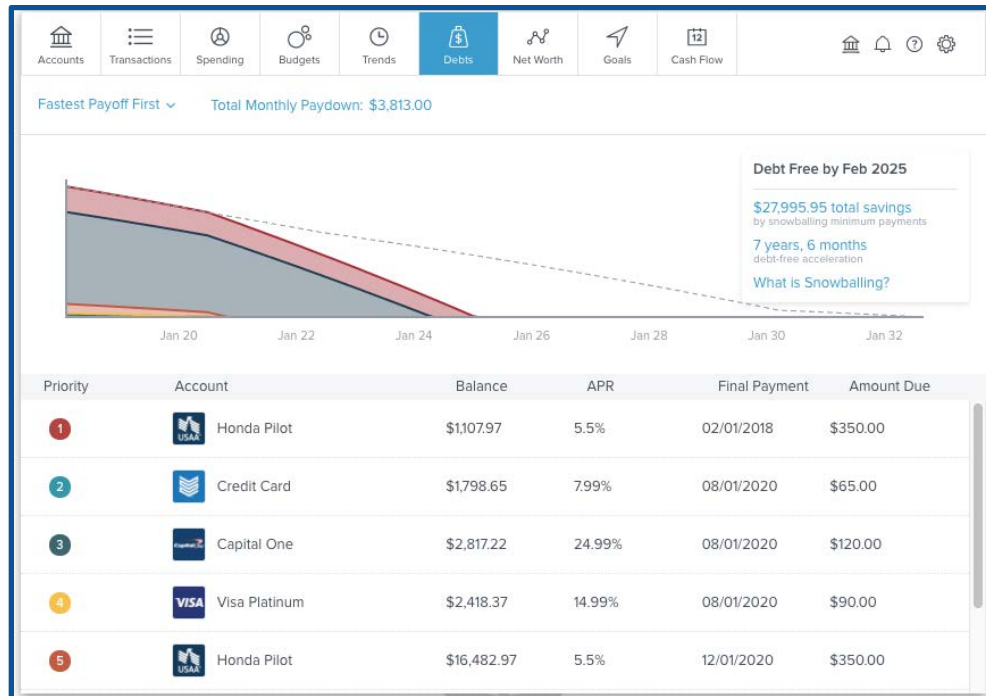 Accounts Transactions Spending Budgets Trends Debts Net Worth Goals Cash Flow
12
Fastest Payoff First Total Monthly Paydown: $3,813.00
Debt Free by Feb 2025
$27,995.95 total savings
by snowballing minimum payments
7 years, 6 months
debt-free acceleration
What is Snowballing?
Jan 20 Jan 22 Jan 24 Jan 26 Jan 28 Jan 30 Jan 32
Priority Account Balance APR Final Payment Amount Due
1 USAA Honda Pilot $1,107.97 5.5% 02/01/2018 $350.00
2 Credit Card $1,798.65 7.99% 08/01/2020 $65.00
3 Capital One Capital One $2,817.22 24.99% 08/01/2020 $120.00
4 VISA Visa Platinum $2,418.37 14.99% 08/01/2020 $90.00
5 USAA Honda Pilot $16,482.97 5.5% 12/01/2020 $350.00